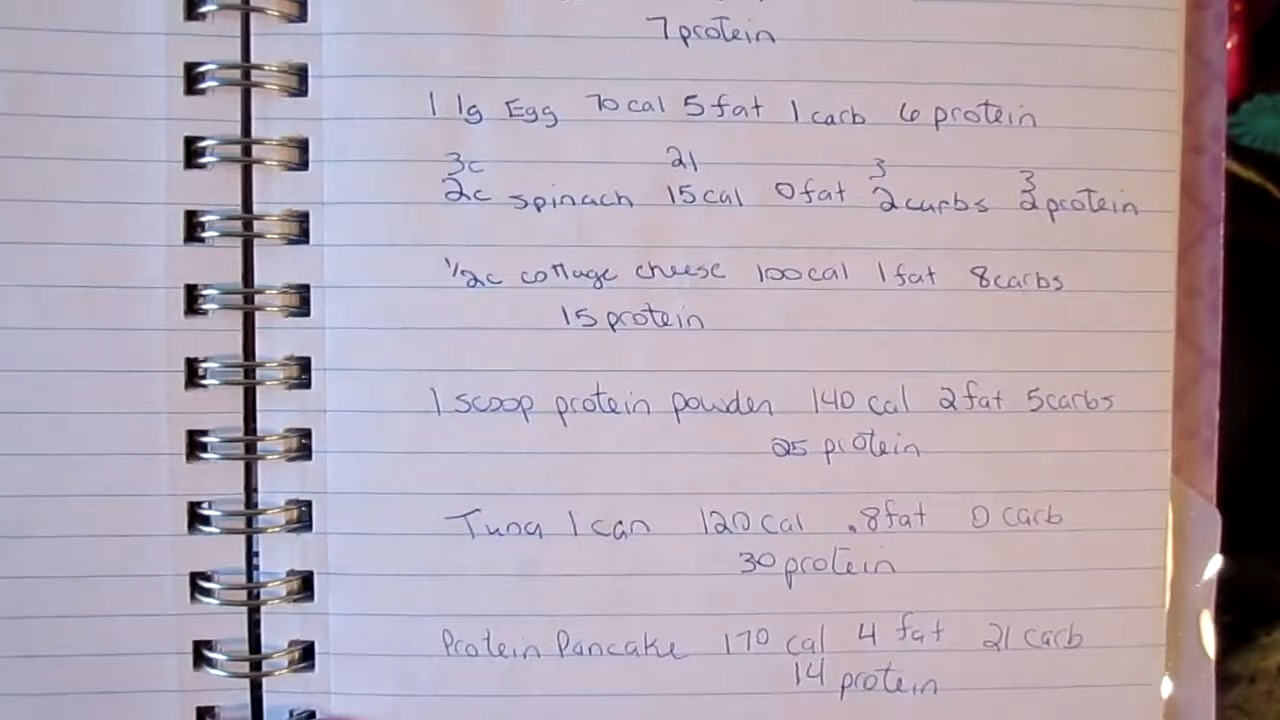 7 protein
1 lg Egg 70 cal 5 fat 1 carb 6 protein
3c 21 3 3
2c spinach 15 cal 0 fat 2 carbs 2 protein
1/2c cottage cheese 100 cal 1 fat 8 carbs
15 protein
1 scoop protein powder 140 cal 2 fat 5 carbs
25 protein
Tuna 1 can 120 cal .8 fat 0 carb
30 protein
Protein Pancake 170 cal 4 fat 21 carb
14 protein